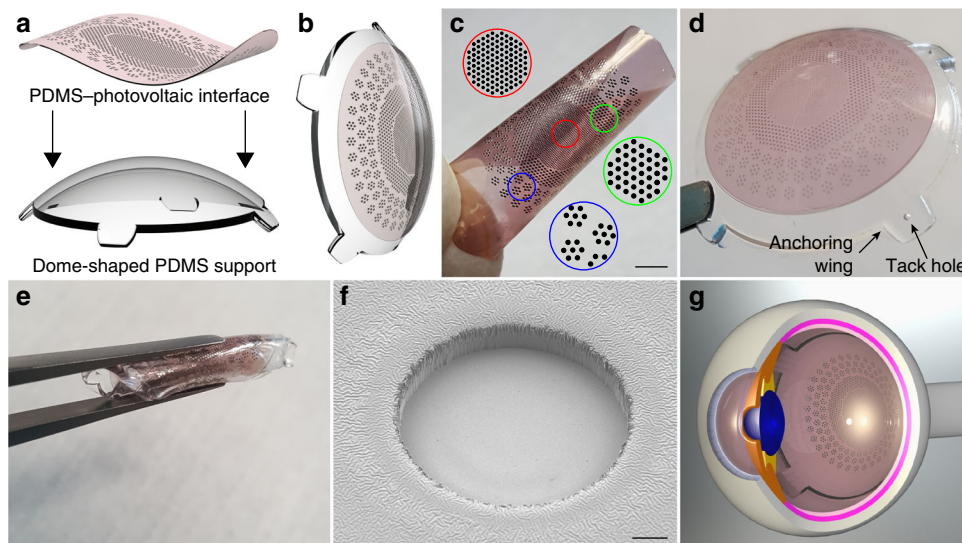 a
PDMS–photovoltaic interface
Dome-shaped PDMS support
b
c
d
Anchoring
wing
Tack hole
e
f
g